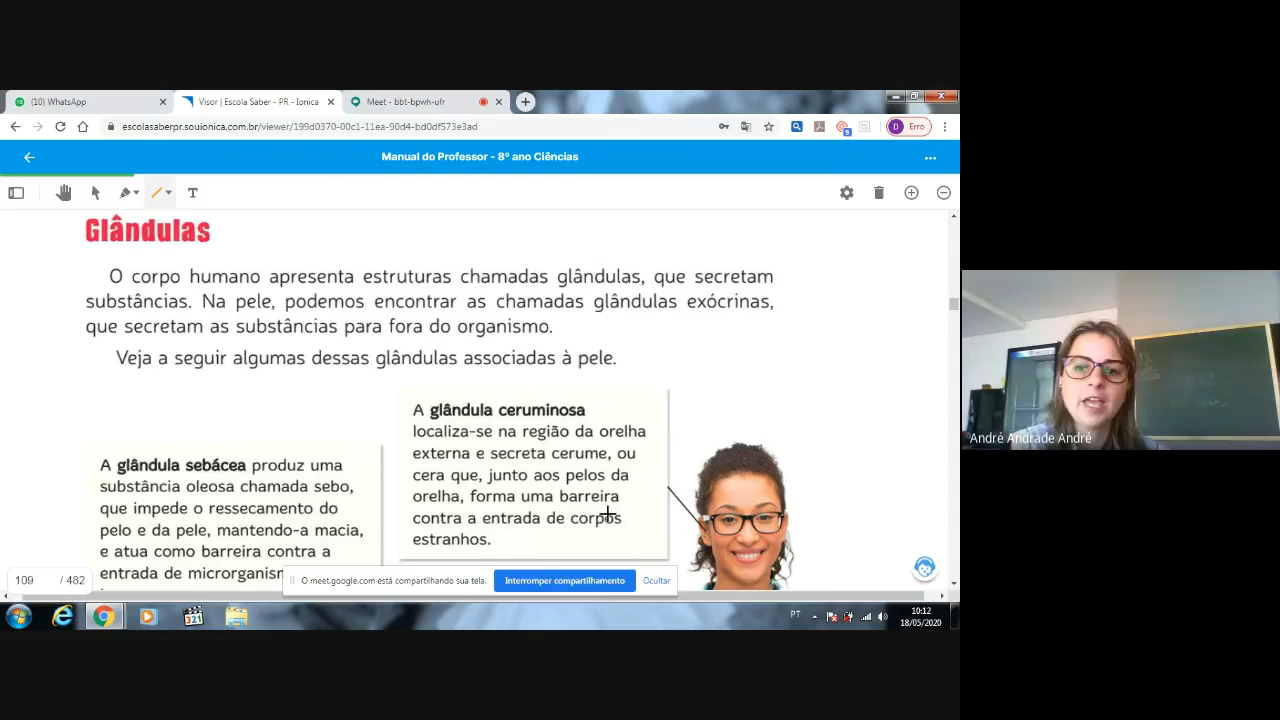 (10) WhatsApp
Visor | Escola Saber - PR - Ionica
Meet - bbt-bpwh-ufr
escolasaberpr.souionica.com.br/viewer/199d0370-00c1-11ea-90d4-bd0df573e3ad
D Erro
Manual do Professor - 8º ano Ciências
T
Glândulas
O corpo humano apresenta estruturas chamadas glândulas, que secretam
substâncias. Na pele, podemos encontrar as chamadas glândulas exócrinas,
que secretam as substâncias para fora do organismo.
Veja a seguir algumas dessas glândulas associadas à pele.
A glândula ceruminosa
localiza-se na região da orelha
externa e secreta cerume, ou
cera que, junto aos pelos da
orelha, forma uma barreira
contra a entrada de corpos
estranhos.
A glândula sebácea produz uma
substância oleosa chamada sebo,
que impede o ressecamento do
pelo e da pele, mantendo-a macia,
e atua como barreira contra a
entrada de
109 / 482
O meet.google.com está compartilhando sua tela.
Interromper compartilhamento
Ocultar
PT
10:12
18/05/2020
321
André Andrade André